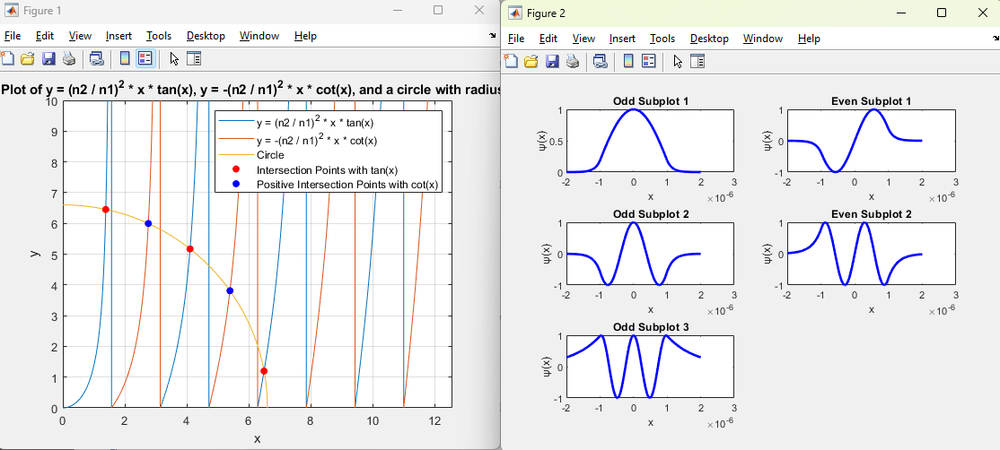 Figure 1
File Edit View Insert Tools Desktop Window Help
Plot of y = (n2 / n1)² * x * tan(x), y = -(n2 / n1)² * x * cot(x), and a circle with radius
y = (n2 / n1)² * x * tan(x)
y = -(n2 / n1)² * x * cot(x)
Circle
Intersection Points with tan(x)
Positive Intersection Points with cot(x)
10
9
8
7
6
5
4
3
2
1
0
y
0 2 4 6 8 10 12
x
Figure 2
File Edit View Insert Tools Desktop Window Help
Odd Subplot 1
1
0.5
0
ψ(x)
-2 -1 0 1 2 3
x
×10⁻⁶
Even Subplot 1
1
0
-1
ψ(x)
-2 -1 0 1 2 3
x
×10⁻⁶
Odd Subplot 2
1
0
-1
ψ(x)
-2 -1 0 1 2 3
x
×10⁻⁶
Even Subplot 2
1
0
-1
ψ(x)
-2 -1 0 1 2 3
x
×10⁻⁶
Odd Subplot 3
1
0
-1
ψ(x)
-2 -1 0 1 2 3
x
×10⁻⁶